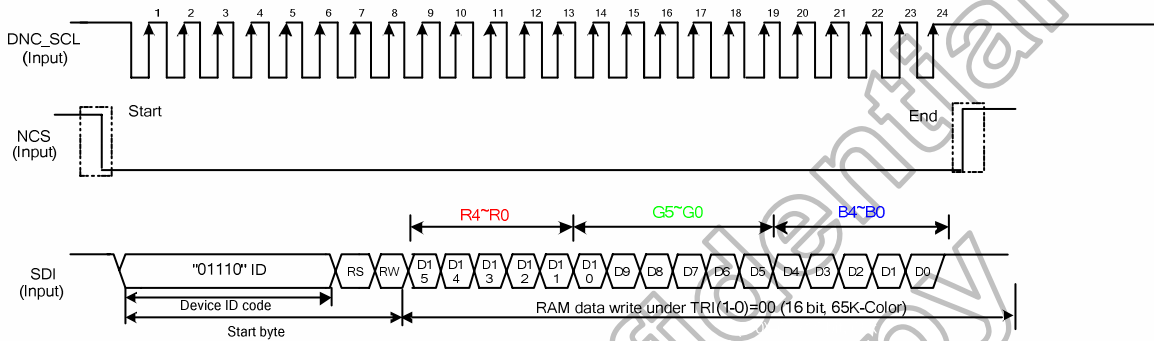 1 2 3 4 5 6 7 8 9 10 11 12 13 14 15 16 17 18 19 20 21 22 23 24
DNC_SCL
(Input)
Start
End
NCS
(Input)
R4~R0
G5~G0
B4~B0
SDI
(Input)
"01110" ID
RS
RW
D15
D14
D13
D12
D11
D10
D9
D8
D7
D6
D5
D4
D3
D2
D1
D0
Device ID code
RAM data write under TRI(1-0)=00 (16 bit, 65K-Color)
Start byte